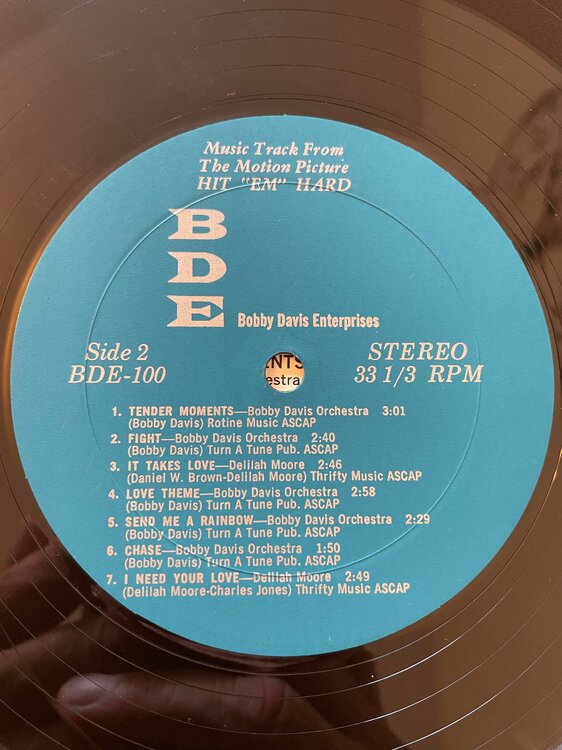 Music Track From
The Motion Picture
HIT "EM" HARD
B
D
E
Bobby Davis Enterprises
Side 2
STEREO
BDE-100
33 1/3 RPM
NTS
estra
1. TENDER MOMENTS—Bobby Davis Orchestra 3:01
(Bobby Davis) Rotine Music ASCAP
2. FIGHT—Bobby Davis Orchestra 2:40
(Bobby Davis) Turn A Tune Pub. ASCAP
3. IT TAKES LOVE—Delilah Moore 2:46
(Daniel W. Brown-Delilah Moore) Thrifty Music ASCAP
4. LOVE THEME—Bobby Davis Orchestra 2:58
(Bobby Davis) Turn A Tune Pub. ASCAP
5. SEND ME A RAINBOW—Bobby Davis Orchestra 2:29
(Bobby Davis) Turn A Tune Pub. ASCAP
6. CHASE—Bobby Davis Orchestra 1:50
(Bobby Davis) Turn A Tune Pub. ASCAP
7. I NEED YOUR LOVE—Delilah Moore 2:49
(Delilah Moore-Charles Jones) Thrifty Music ASCAP